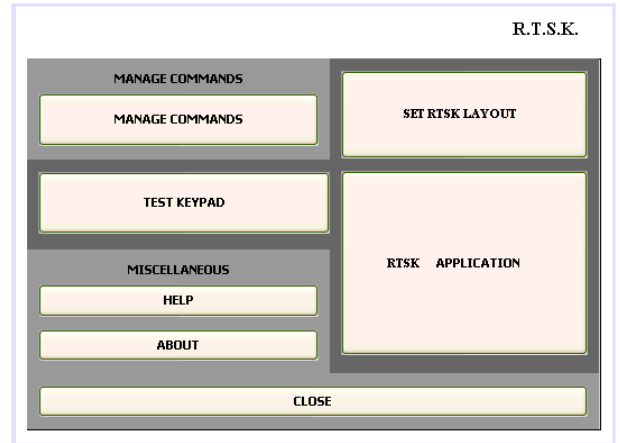 R.T.S.K.
MANAGE COMMANDS
MANAGE COMMANDS
SET RTSK LAYOUT
TEST KEYPAD
RTSK APPLICATION
MISCELLANEOUS
HELP
ABOUT
CLOSE